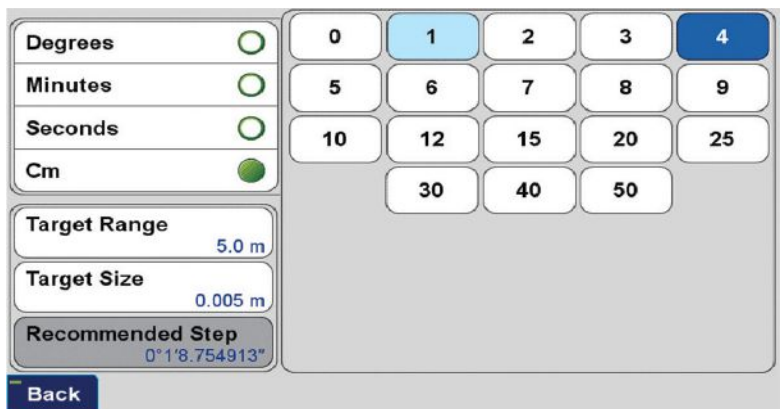 Degrees
Minutes
Seconds
Cm
Target Range
5.0 m
Target Size
0.005 m
Recommended Step
0°1'8.754913"
0 1 2 3 4
5 6 7 8 9
10 12 15 20 25
30 40 50
Back